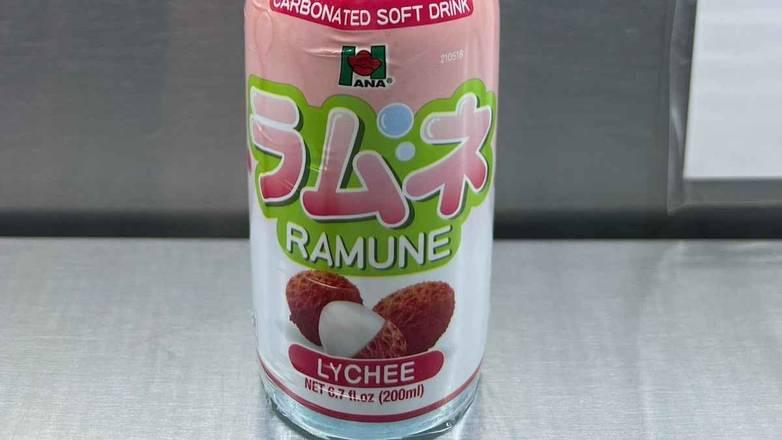 CARBONATED SOFT DRINK
HANA®
210518
ラムネ
RAMUNE
LYCHEE
NET 6.7 fl.oz (200ml)